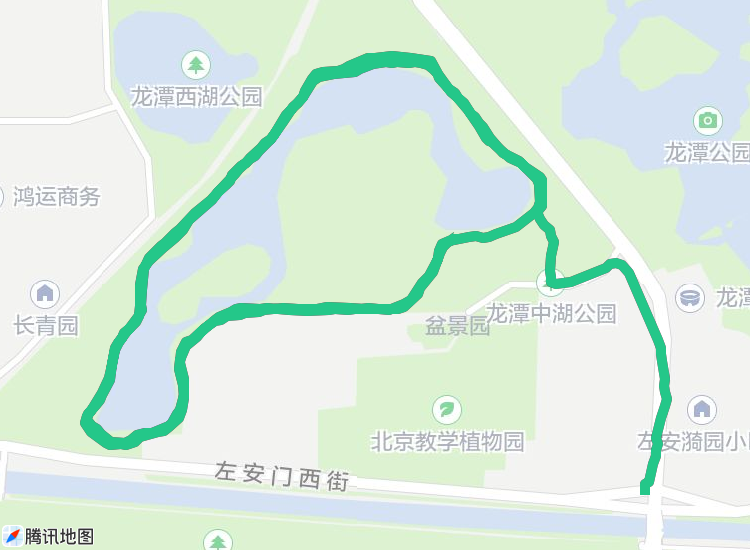 龙潭西湖公园
龙潭公园
鸿运商务
长青园
龙潭
龙潭中湖公园
盆景园
北京教学植物园
左安漪园小
左安门西街
腾讯地图